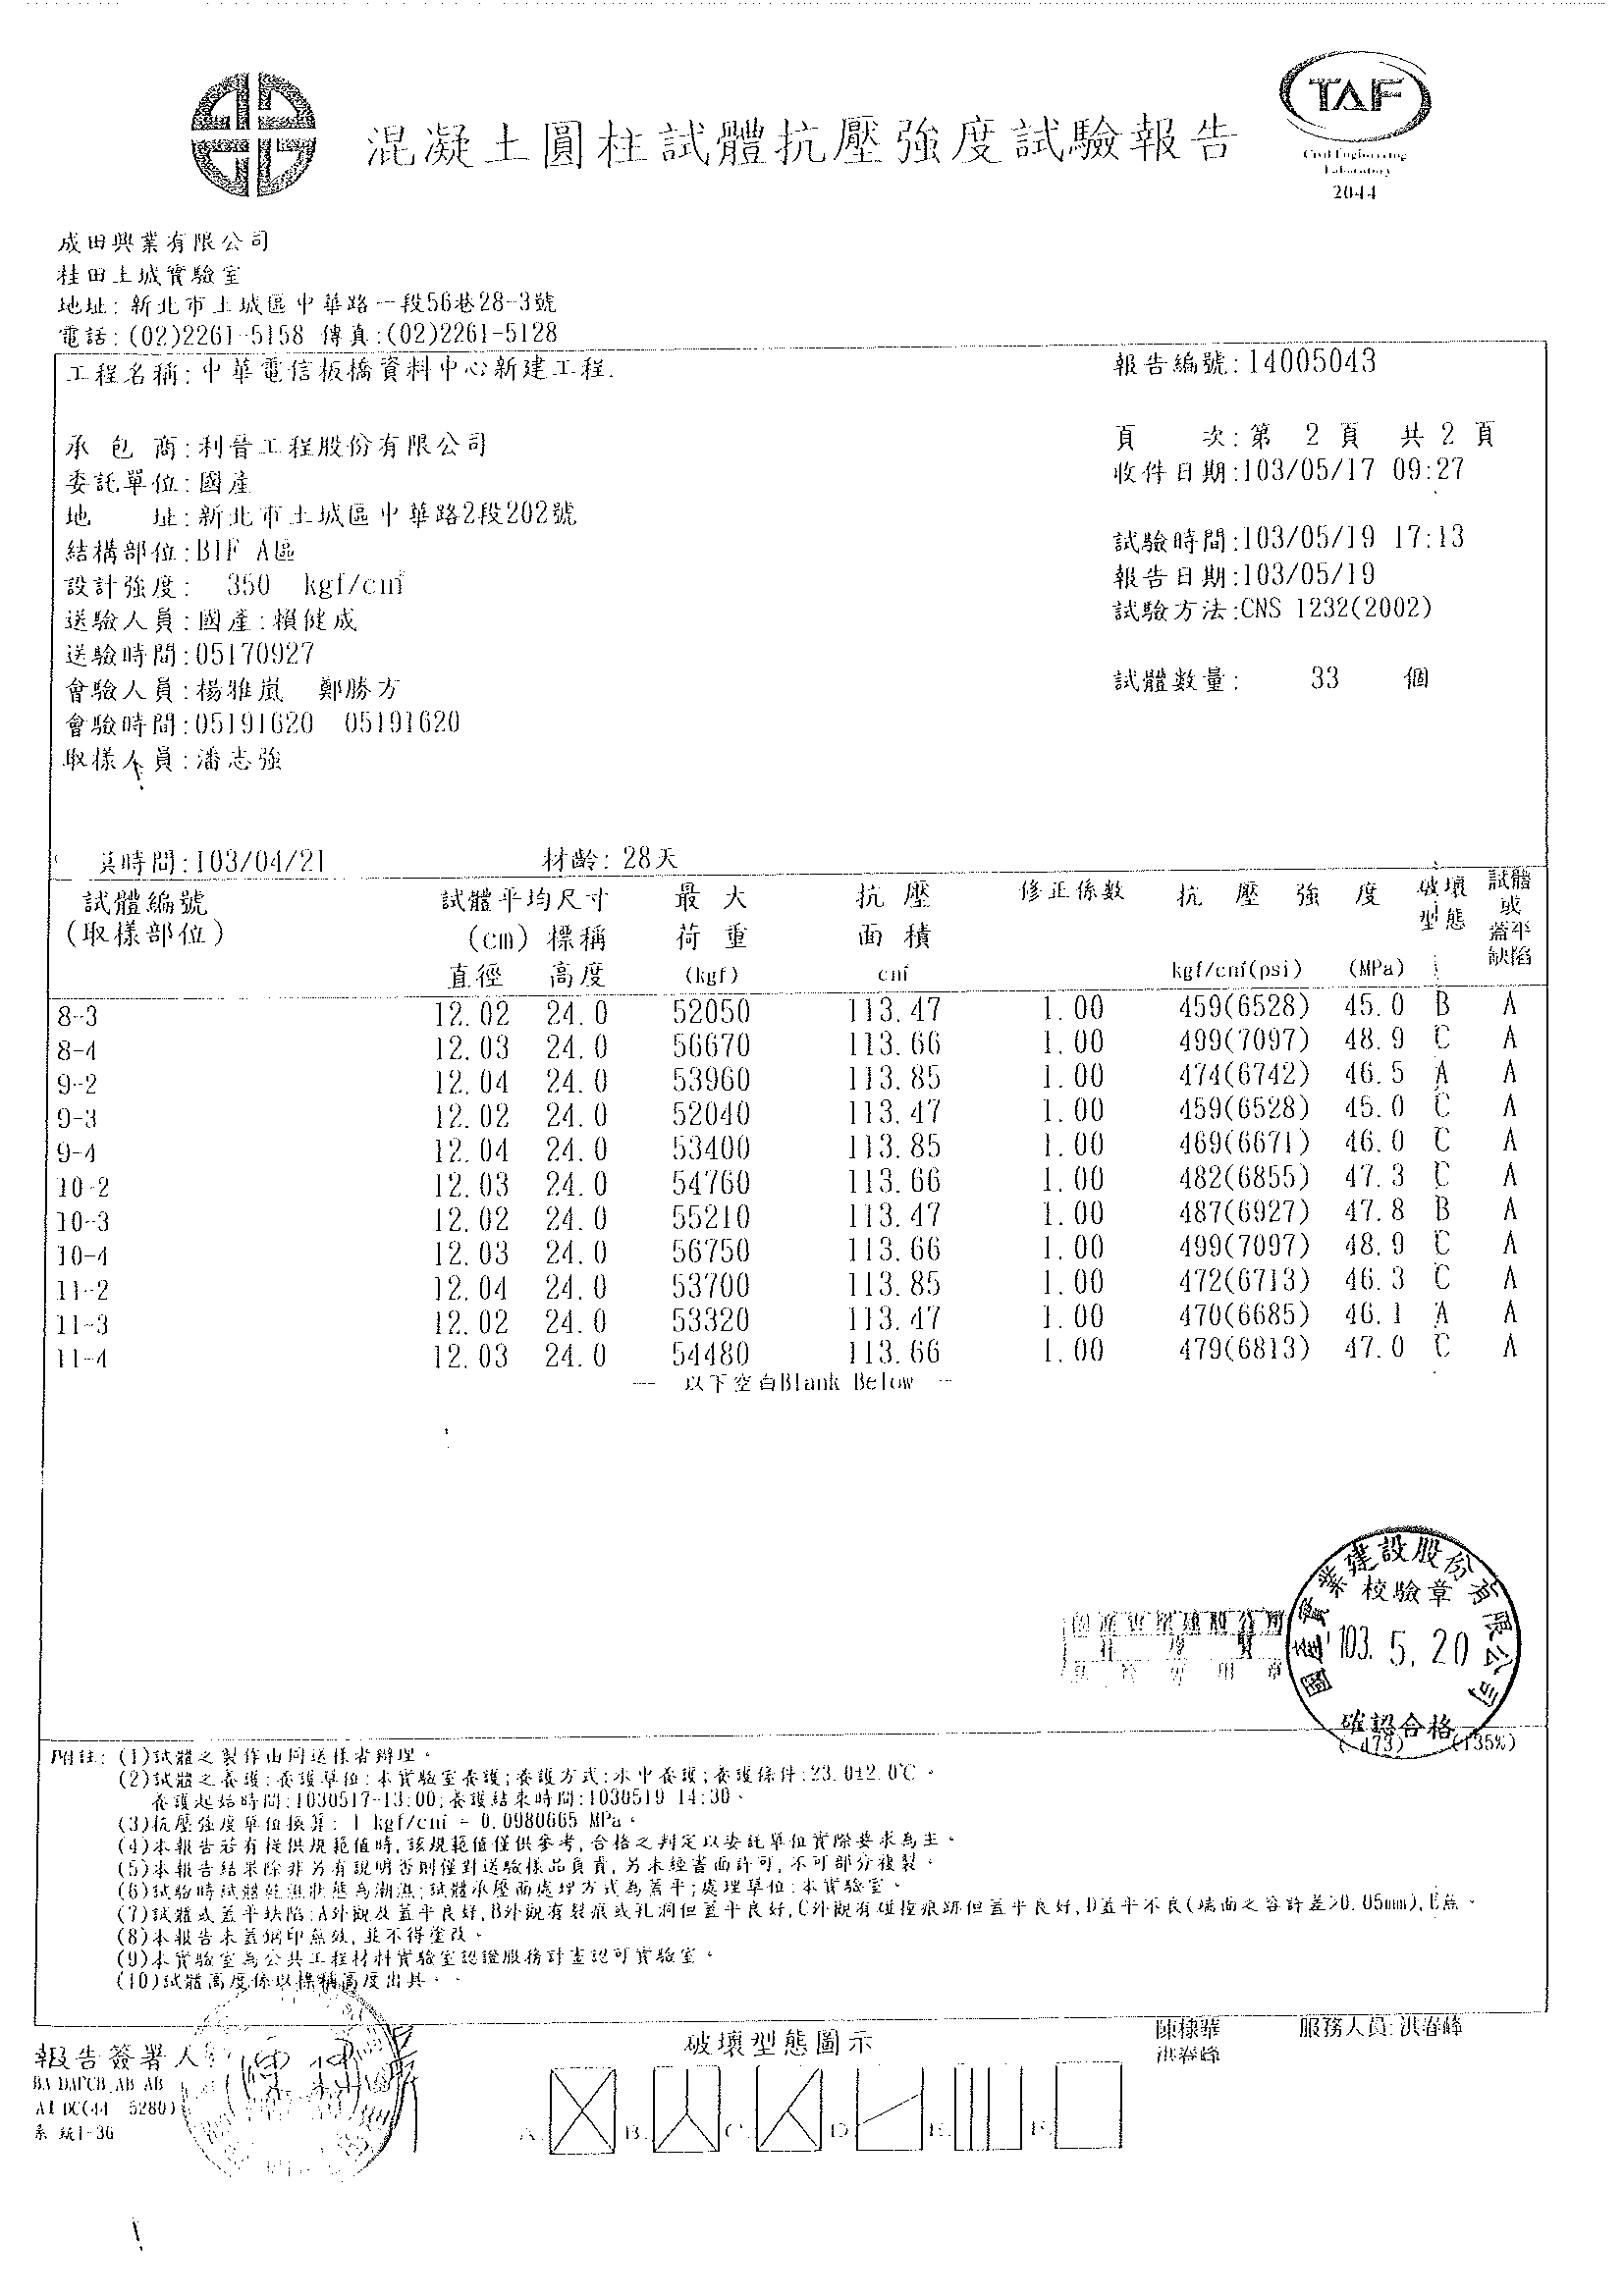 混凝土圓柱試體抗壓強度試驗報告
TAF
Civil Engineering
Laboratory
2044
成田興業有限公司
桂田土城實驗室
地址:新北市土城區中華路一段56巷28-3號
電話:(02)2261-5158 傳真:(02)2261-5128
工程名稱:中華電信板橋資料中心新建工程.
報告編號:14005043
承包商:利晉工程股份有限公司
頁 次:第 2 頁 共 2 頁
委託單位:國產
收件日期:103/05/17 09:27
地 址:新北市土城區中華路2段202號
試驗時間:103/05/19 17:13
結構部位:B1F A區
報告日期:103/05/19
設計強度: 350 kgf/c㎡
試驗方法:CNS 1232(2002)
送驗人員:國產:賴健成
送驗時間:05170927
試體數量: 33 個
會驗人員:楊雅嵐 鄭勝方
會驗時間:05191620 05191620
取樣人員:潘志強
時間:103/04/21 材齡:28天
試體編號 試體平均尺寸 最大 抗壓 修正係數 抗壓強度 破壞 試體
(取樣部位) (cm) 標稱 荷重 面積 型態 或
蓋平
直徑 高度 (kgf) c㎡ kgf/c㎡(psi) (MPa) 缺陷
8-3 12.02 24.0 52050 113.47 1.00 459(6528) 45.0 B A
8-4 12.03 24.0 56670 113.66 1.00 499(7097) 48.9 C A
9-2 12.04 24.0 53960 113.85 1.00 474(6742) 46.5 A A
9-3 12.02 24.0 52040 113.47 1.00 459(6528) 45.0 C A
9-4 12.04 24.0 53400 113.85 1.00 469(6671) 46.0 C A
10-2 12.03 24.0 54760 113.66 1.00 482(6855) 47.3 C A
10-3 12.02 24.0 55210 113.47 1.00 487(6927) 47.8 B A
10-4 12.03 24.0 56750 113.66 1.00 499(7097) 48.9 C A
11-2 12.04 24.0 53700 113.85 1.00 472(6713) 46.3 C A
11-3 12.02 24.0 53320 113.47 1.00 470(6685) 46.1 A A
11-4 12.03 24.0 54480 113.66 1.00 479(6813) 47.0 C A
-- 以下空白Blank Below --
國產實業建設股份有限公司
校驗章
103.5.20
確認合格
(473) (135%)
附註:(1)試體之製作由同送樣者辦理。
(2)試體之養護:養護單位:本實驗室養護;養護方式:水中養護;養護條件:23.0±2.0℃。
養護起始時間:1030517-13:00;養護結束時間:1030519 14:30。
(3)抗壓強度單位換算: 1 kgf/c㎡ = 0.0980665 MPa。
(4)本報告若有提供規範值時,該規範值僅供參考,合格之判定以委託單位實際要求為主。
(5)本報告結果除非另有說明否則僅對送驗樣品負責,另未經書面許可,不可部分複製。
(6)試驗時試體乾濕狀態為潮濕;試體承壓面處理方式為蓋平;處理單位:本實驗室。
(7)試體或蓋平缺陷:A外觀及蓋平良好,B外觀有裂痕或孔洞但蓋平良好,C外觀有碰撞痕跡但蓋平良好,D蓋平不良(端面之容許差>0.05mm),E無。
(8)本報告未蓋鋼印無效,並不得塗改。
(9)本實驗室為公共工程材料實驗室認證服務計畫認可實驗室。
(10)試體高度係以標稱高度出具。
陳棣華 服務人員:洪春峰
洪春峰
報告簽署人
破壞型態圖示
系統1-36
A. B. C. D. E. F.